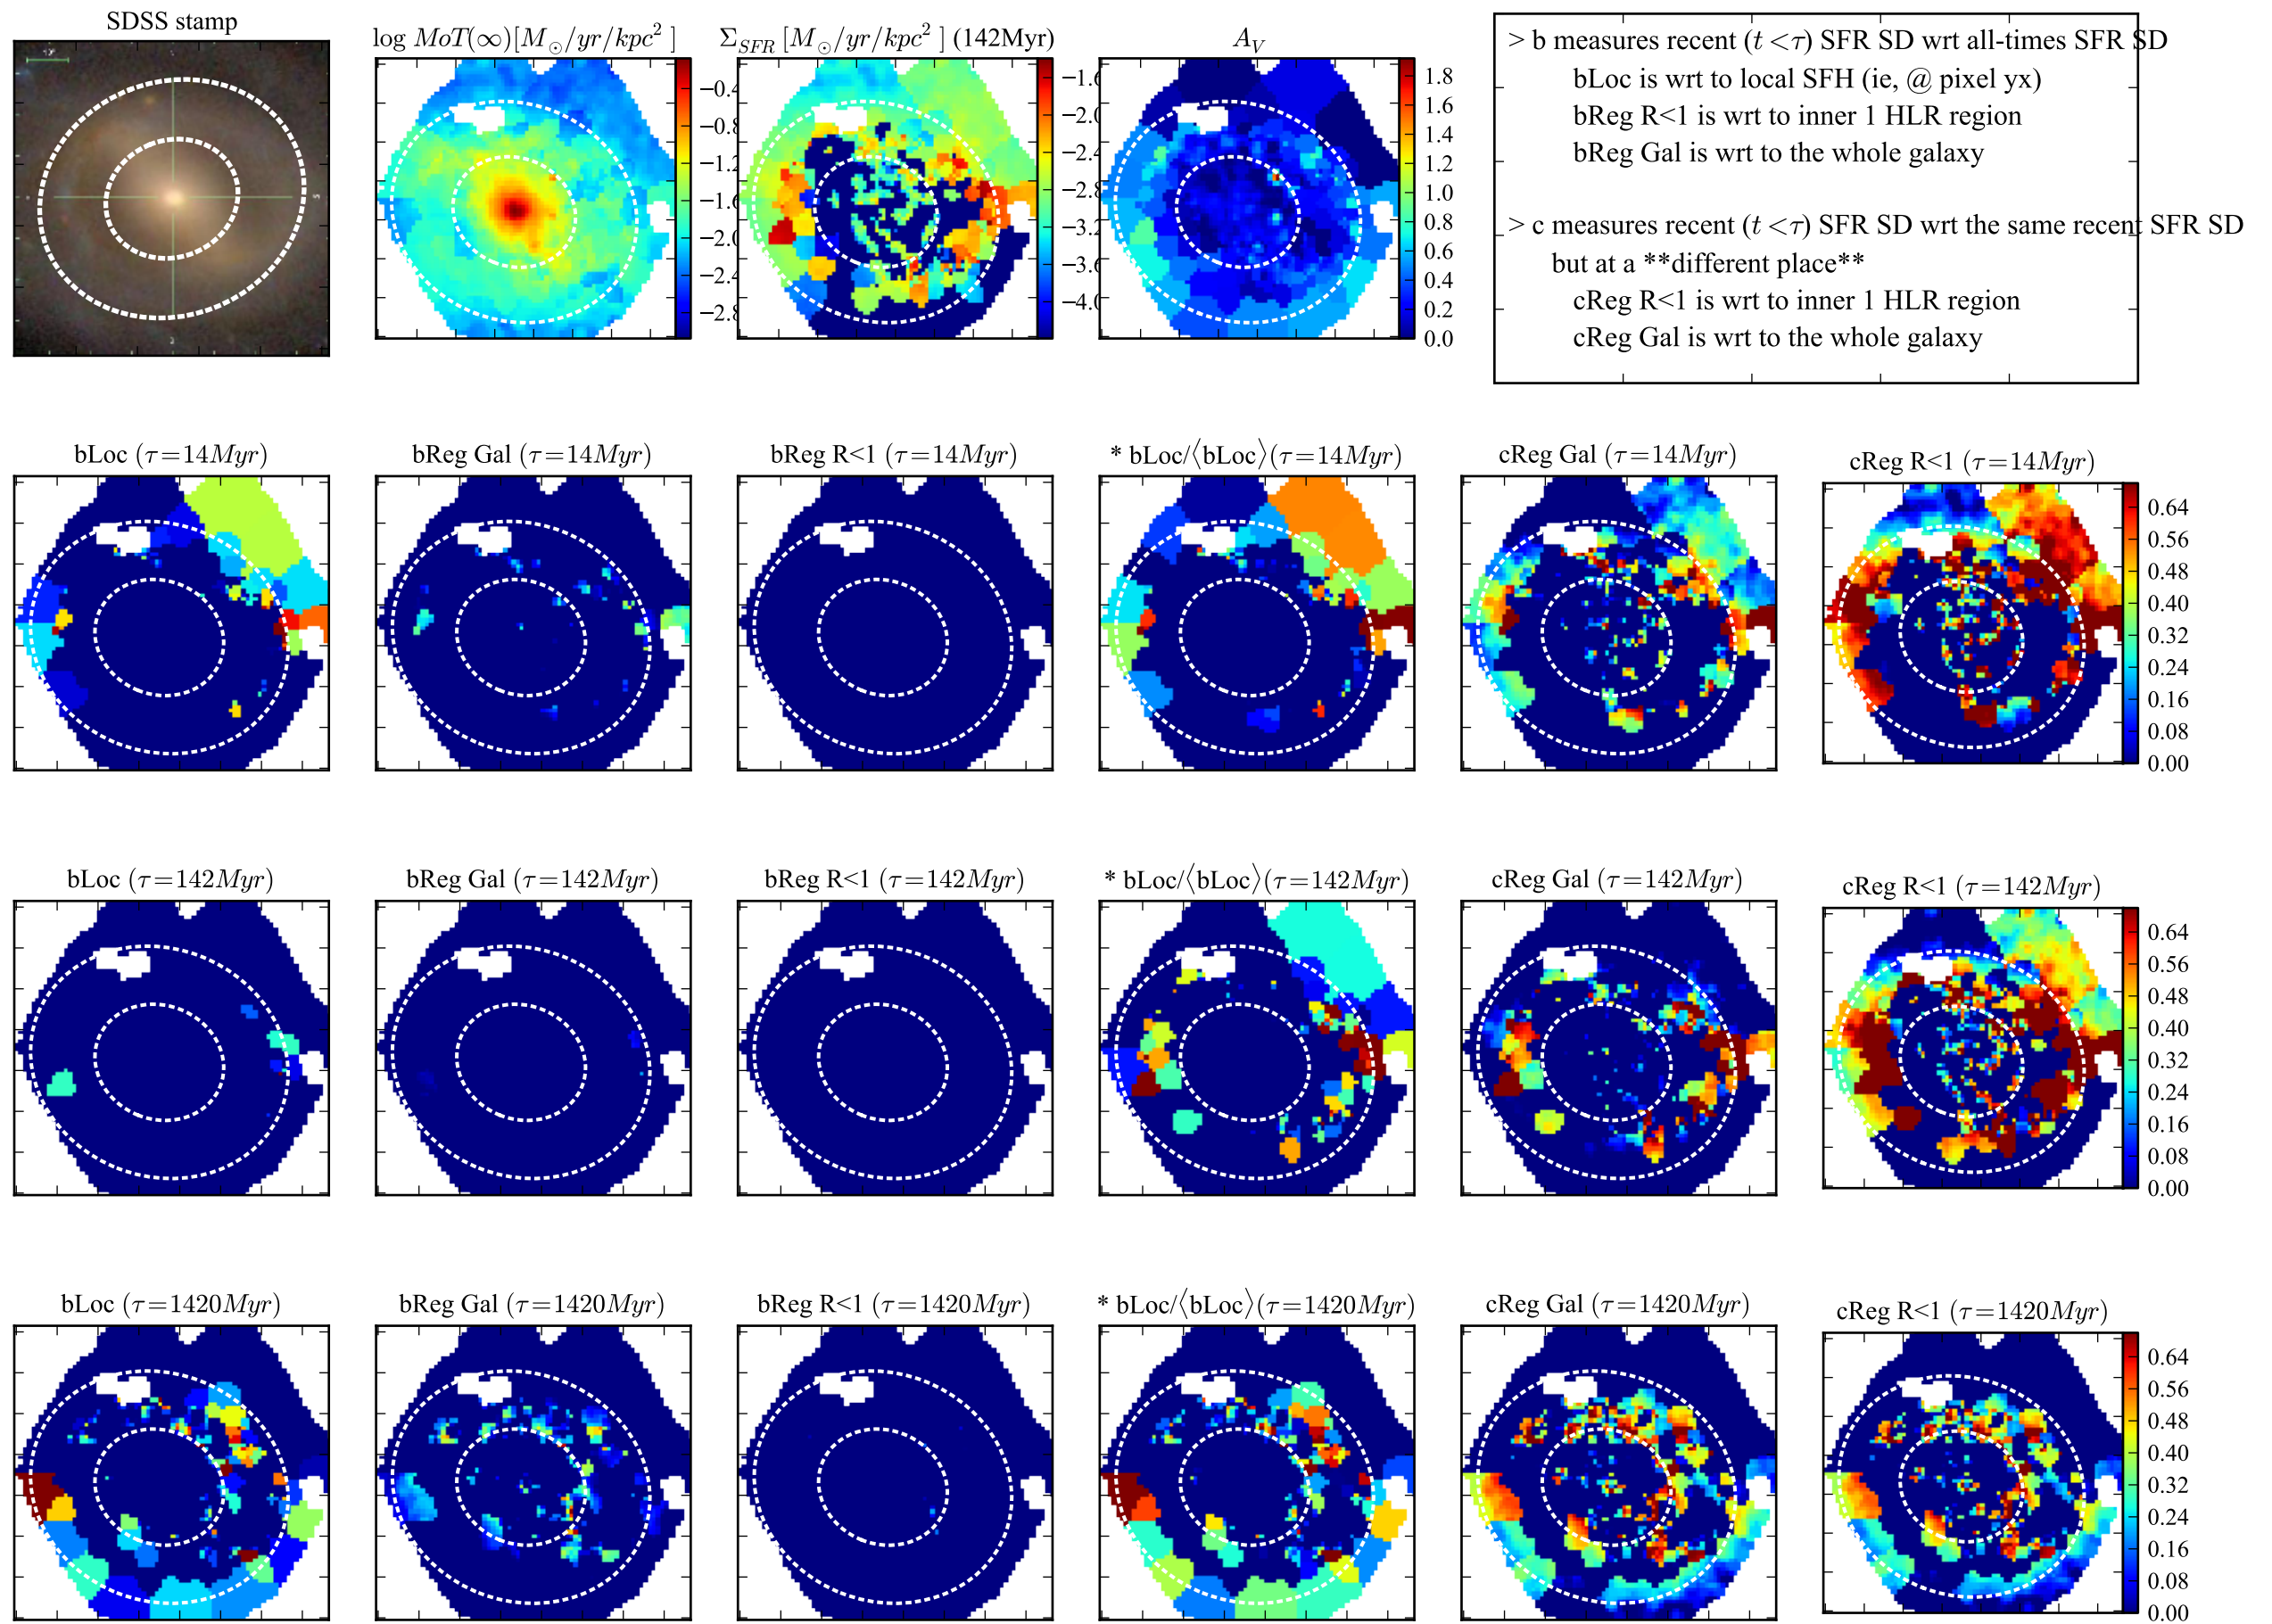 SDSS stamp
log MoT(∞)[M⊙/yr/kpc² ]
Σ_SFR [M⊙/yr/kpc² ] (142Myr)
A_V
−0.4
−0.8
−1.2
−1.6
−2.0
−2.4
−2.8
−1.6
−2.0
−2.4
−2.8
−3.2
−3.6
−4.0
1.8
1.6
1.4
1.2
1.0
0.8
0.6
0.4
0.2
0.0
> b measures recent (t <τ) SFR SD wrt all-times SFR SD
bLoc is wrt to local SFH (ie, @ pixel yx)
bReg R<1 is wrt to inner 1 HLR region
bReg Gal is wrt to the whole galaxy
> c measures recent (t <τ) SFR SD wrt the same recent SFR SD
but at a **different place**
cReg R<1 is wrt to inner 1 HLR region
cReg Gal is wrt to the whole galaxy
bLoc (τ=14Myr)
bReg Gal (τ=14Myr)
bReg R<1 (τ=14Myr)
* bLoc/⟨bLoc⟩(τ=14Myr)
cReg Gal (τ=14Myr)
cReg R<1 (τ=14Myr)
0.64
0.56
0.48
0.40
0.32
0.24
0.16
0.08
0.00
bLoc (τ=142Myr)
bReg Gal (τ=142Myr)
bReg R<1 (τ=142Myr)
* bLoc/⟨bLoc⟩(τ=142Myr)
cReg Gal (τ=142Myr)
cReg R<1 (τ=142Myr)
0.64
0.56
0.48
0.40
0.32
0.24
0.16
0.08
0.00
bLoc (τ=1420Myr)
bReg Gal (τ=1420Myr)
bReg R<1 (τ=1420Myr)
* bLoc/⟨bLoc⟩(τ=1420Myr)
cReg Gal (τ=1420Myr)
cReg R<1 (τ=1420Myr)
0.64
0.56
0.48
0.40
0.32
0.24
0.16
0.08
0.00